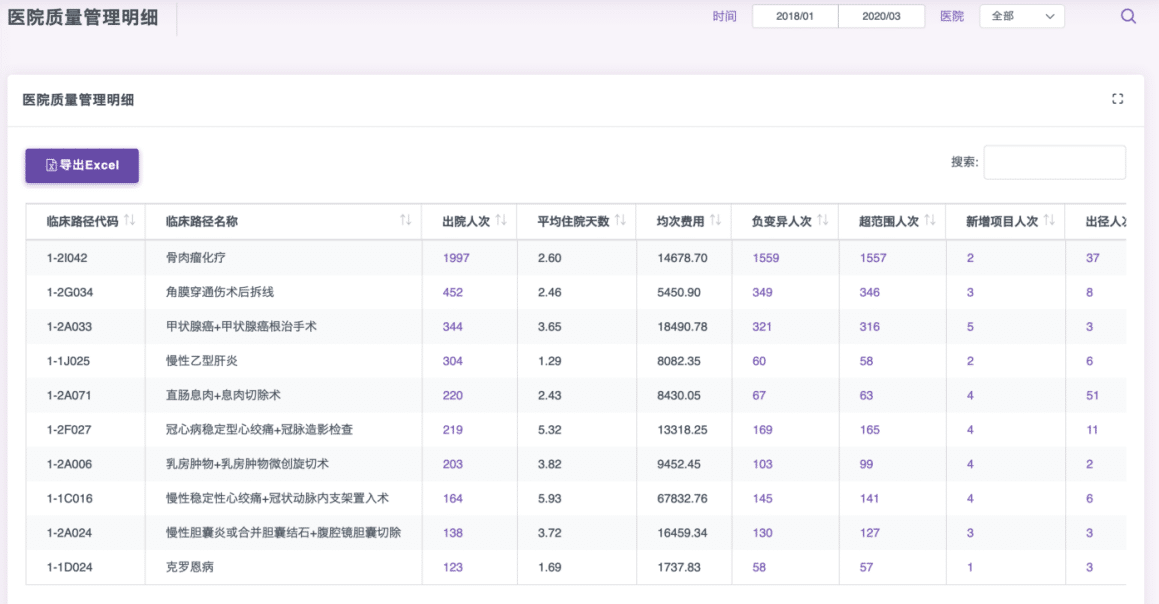 医院质量管理明细 时间 2018/01 2020/03 医院 全部
医院质量管理明细
导出Excel 搜索:
临床路径代码 临床路径名称 出院人次 平均住院天数 均次费用 负变异人次 超范围人次 新增项目人次 出径人次
1-2I042 骨肉瘤化疗 1997 2.60 14678.70 1559 1557 2 37
1-2G034 角膜穿通伤术后拆线 452 2.46 5450.90 349 346 3 8
1-2A033 甲状腺癌+甲状腺癌根治手术 344 3.65 18490.78 321 316 5 3
1-1J025 慢性乙型肝炎 304 1.29 8082.35 60 58 2 6
1-2A071 直肠息肉+息肉切除术 220 2.43 8430.05 67 63 4 51
1-2F027 冠心病稳定型心绞痛+冠脉造影检查 219 5.32 13318.25 169 165 4 11
1-2A006 乳房肿物+乳房肿物微创旋切术 203 3.82 9452.45 103 99 4 2
1-1C016 慢性稳定性心绞痛+冠状动脉内支架置入术 164 5.93 67832.76 145 141 4 6
1-2A024 慢性胆囊炎或合并胆囊结石+腹腔镜胆囊切除 138 3.72 16459.34 130 127 3 3
1-1D024 克罗恩病 123 1.69 1737.83 58 57 1 3